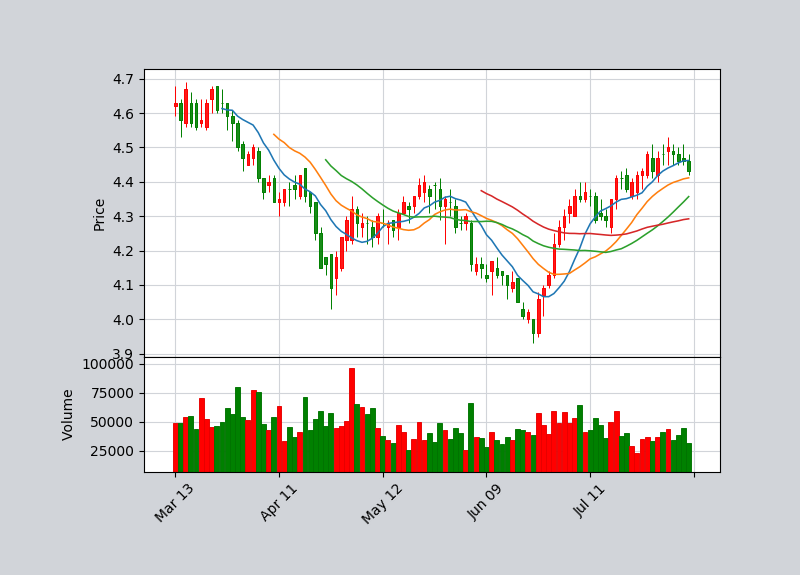 4.7
4.6
4.5
4.4
4.3
4.2
4.1
4.0
3.9
Price
100000
75000
50000
25000
Volume
Mar 13
Apr 11
May 12
Jun 09
Jul 11